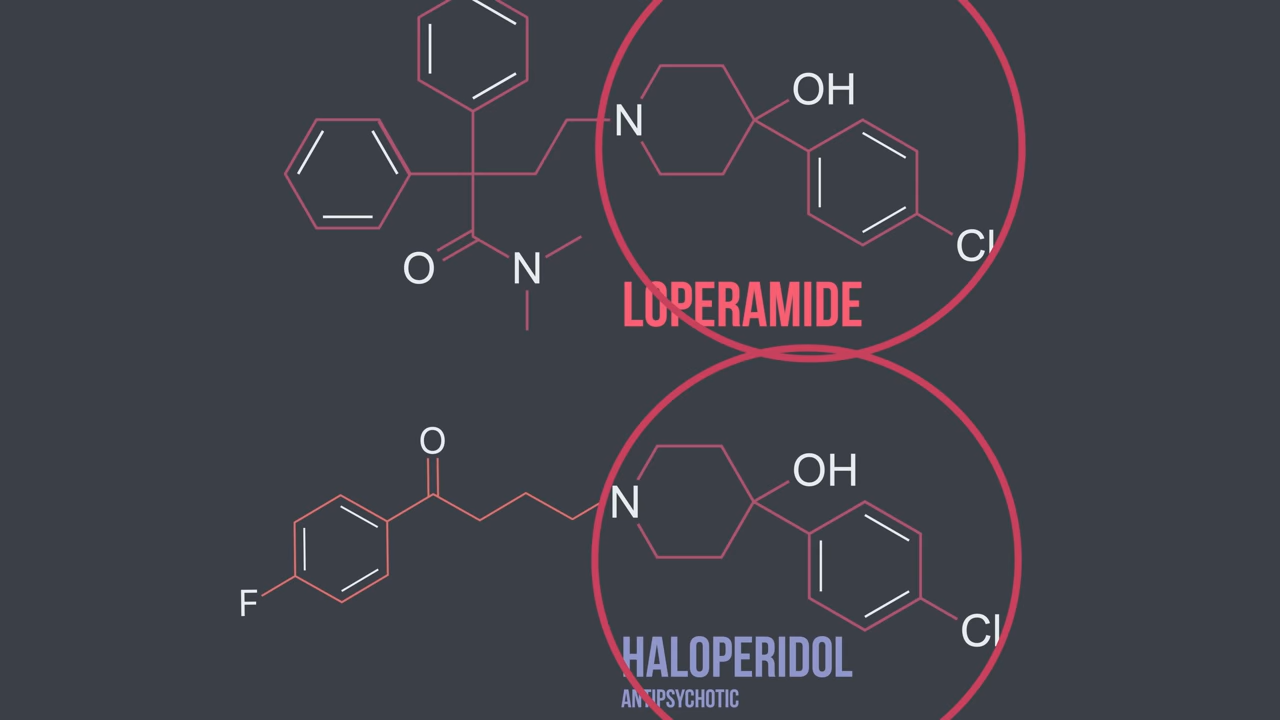 OH
N
Cl
O
N
LOPERAMIDE
O
OH
N
F
Cl
HALOPERIDOL
ANTIPSYCHOTIC